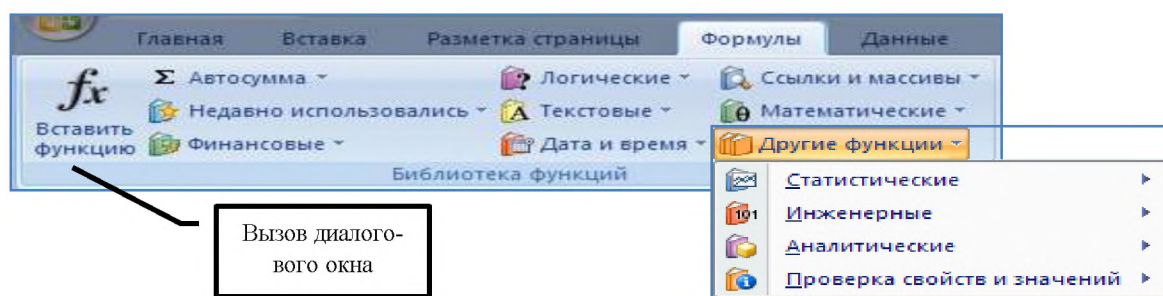 Главная Вставка Разметка страницы Формулы Данные
fx
Вставить
функцию
Σ Автосумма
Недавно использовались
Финансовые
Логические
Текстовые
Дата и время
Ссылки и массивы
Математические
Другие функции
Библиотека функций
Статистические
101 Инженерные
Аналитические
Проверка свойств и значений
Вызов диалого-
вого окна